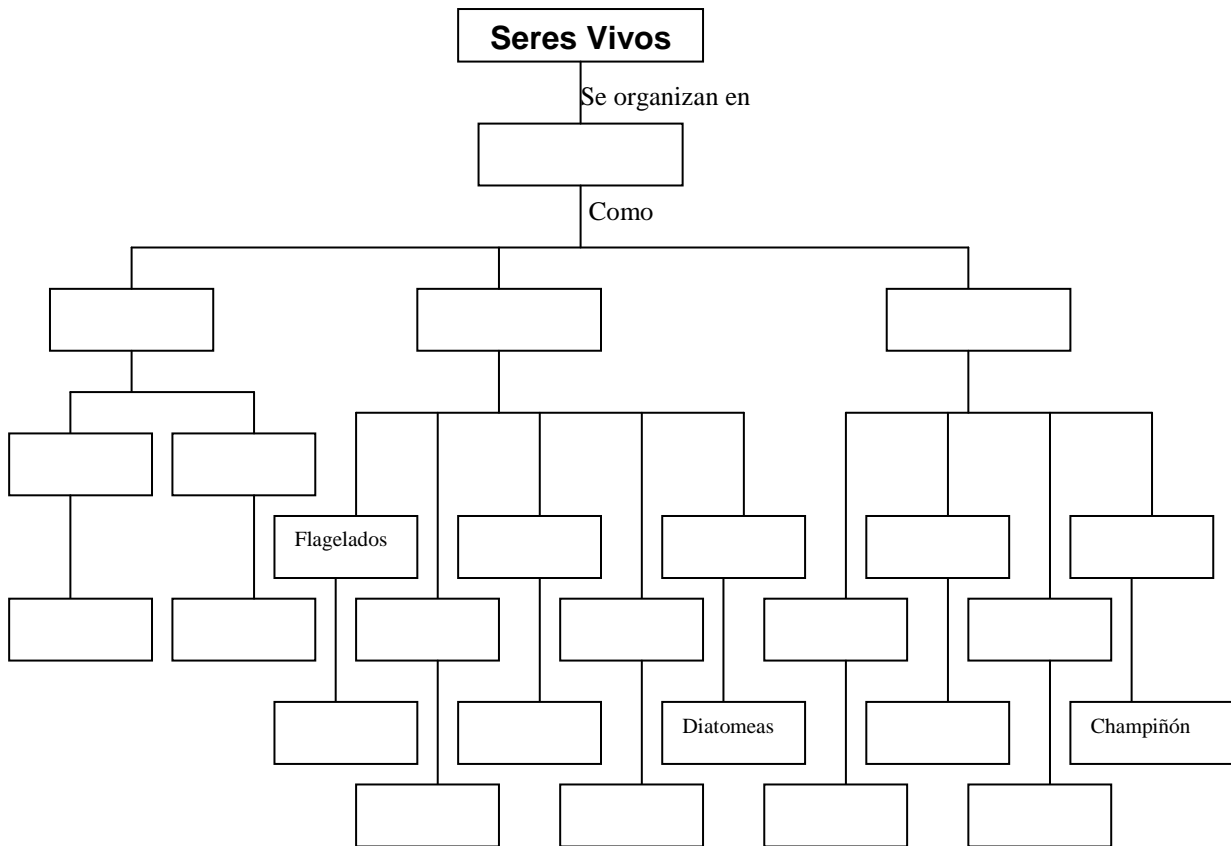 Seres Vivos
Se organizan en
Como
Flagelados
Diatomeas
Champiñón